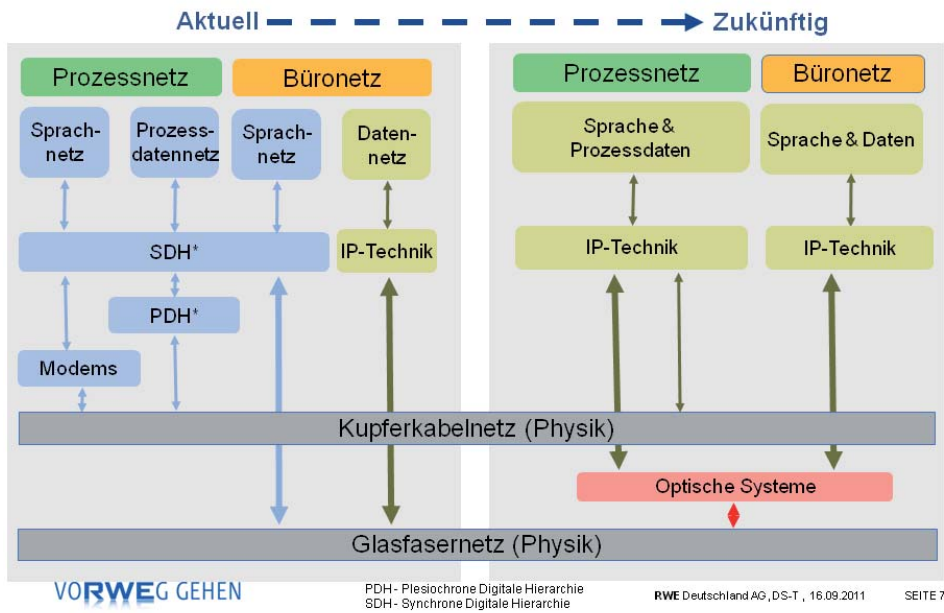 Aktuell
Zukünftig
Prozessnetz
Büronetz
Prozessnetz
Büronetz
Sprach-
netz
Prozess-
datennetz
Sprach-
netz
Daten-
netz
Sprache &
Prozessdaten
Sprache & Daten
SDH*
IP-Technik
IP-Technik
IP-Technik
PDH*
Modems
Kupferkabelnetz (Physik)
Optische Systeme
Glasfasernetz (Physik)
VORWEG GEHEN
PDH - Plesiochrone Digitale Hierarchie
SDH - Synchrone Digitale Hierarchie
RWE Deutschland AG, DS-T , 16.09.2011
SEITE 7